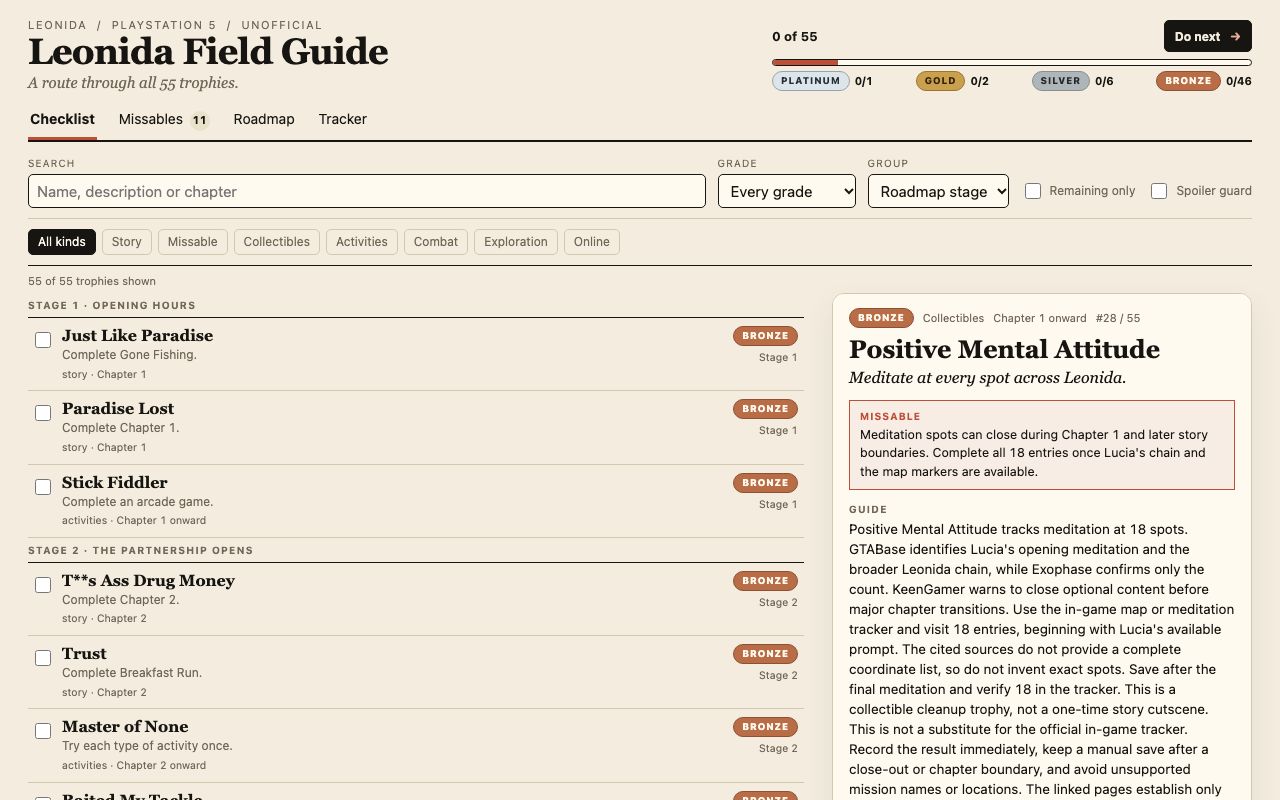 LEONIDA / PLAYSTATION 5 / UNOFFICIAL
Leonida Field Guide
A route through all 55 trophies.
0 of 55
Do next →
PLATINUM 0/1
GOLD 0/2
SILVER 0/6
BRONZE 0/46
Checklist
Missables 11
Roadmap
Tracker
SEARCH
Name, description or chapter
GRADE
Every grade
GROUP
Roadmap stage
Remaining only
Spoiler guard
All kinds
Story
Missable
Collectibles
Activities
Combat
Exploration
Online
55 of 55 trophies shown
STAGE 1 · OPENING HOURS
Just Like Paradise
Complete Gone Fishing.
story · Chapter 1
BRONZE
Stage 1
Paradise Lost
Complete Chapter 1.
story · Chapter 1
BRONZE
Stage 1
Stick Fiddler
Complete an arcade game.
activities · Chapter 1 onward
BRONZE
Stage 1
STAGE 2 · THE PARTNERSHIP OPENS
T**s Ass Drug Money
Complete Chapter 2.
story · Chapter 2
BRONZE
Stage 2
Trust
Complete Breakfast Run.
story · Chapter 2
BRONZE
Stage 2
Master of None
Try each type of activity once.
activities · Chapter 2 onward
BRONZE
Stage 2
Baited My Tackle
BRONZE
BRONZE Collectibles Chapter 1 onward #28 / 55
Positive Mental Attitude
Meditate at every spot across Leonida.
MISSABLE
Meditation spots can close during Chapter 1 and later story
boundaries. Complete all 18 entries once Lucia's chain and
the map markers are available.
GUIDE
Positive Mental Attitude tracks meditation at 18 spots.
GTABase identifies Lucia's opening meditation and the
broader Leonida chain, while Exophase confirms only the
count. KeenGamer warns to close optional content before
major chapter transitions. Use the in-game map or meditation
tracker and visit 18 entries, beginning with Lucia's available
prompt. The cited sources do not provide a complete
coordinate list, so do not invent exact spots. Save after the
final meditation and verify 18 in the tracker. This is a
collectible cleanup trophy, not a one-time story cutscene.
This is not a substitute for the official in-game tracker.
Record the result immediately, keep a manual save after a
close-out or chapter boundary, and avoid unsupported
mission names or locations. The linked pages establish only